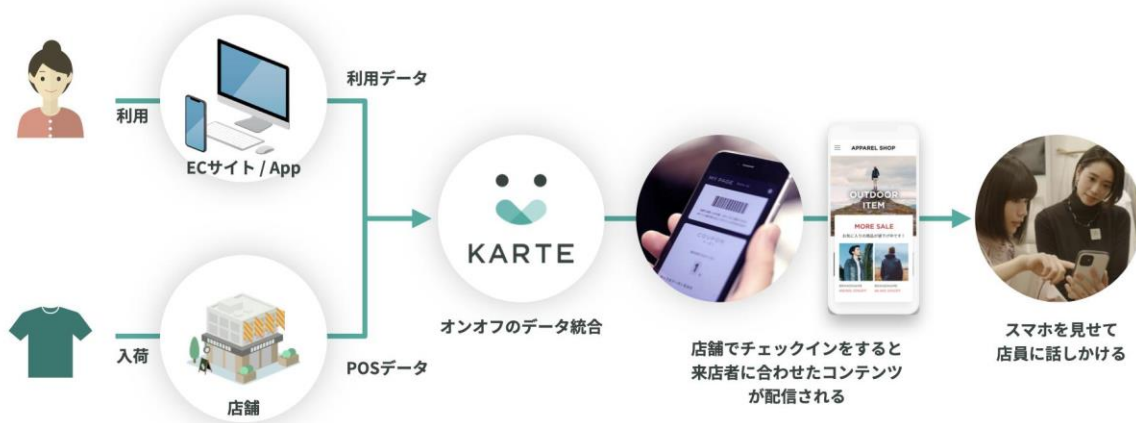 利用
ECサイト / App
利用データ
入荷
店舗
POSデータ
KARTE
オンオフのデータ統合
MY PAGE
APPAREL SHOP
OUTDOOR
ITEM
MORE SALE
店舗でチェックインをすると
来店者に合わせたコンテンツ
が配信される
スマホを見せて
店員に話しかける